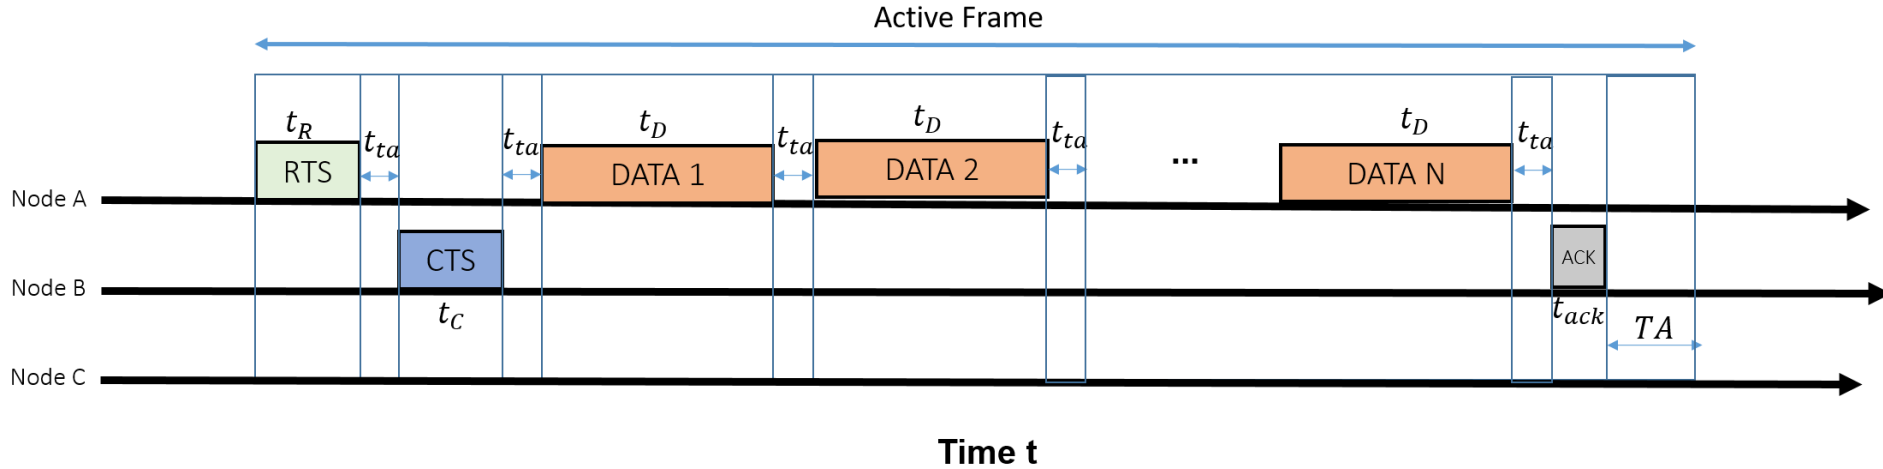 Active Frame
t_R
t_ta
t_ta
t_D
t_ta
t_D
t_ta
...
t_D
t_ta
RTS
DATA 1
DATA 2
DATA N
Node A
CTS
ACK
Node B
t_C
t_ack
TA
Node C
Time t